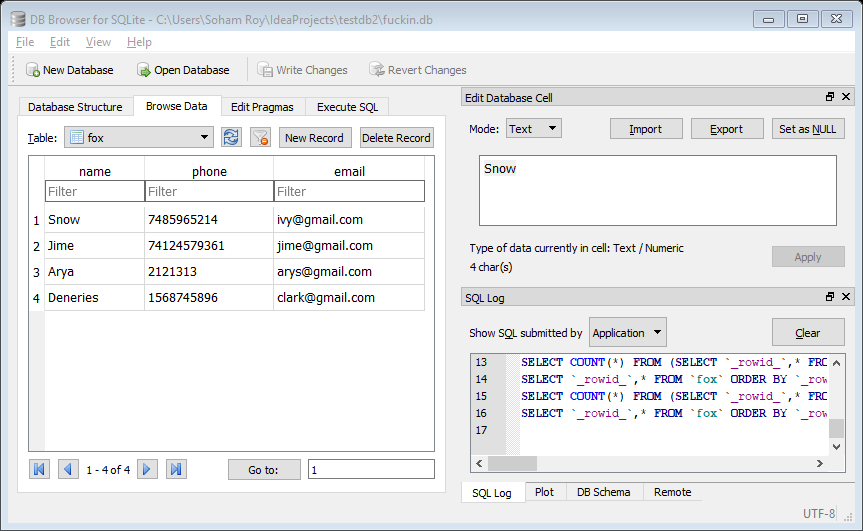 DB Browser for SQLite - C:\Users\Soham Roy\IdeaProjects\testdb2\fuckin.db
File Edit View Help
New Database Open Database Write Changes Revert Changes
Database Structure Browse Data Edit Pragmas Execute SQL
Table: fox New Record Delete Record
name phone email
Filter Filter Filter
1 Snow 7485965214 ivy@gmail.com
2 Jime 74124579361 jime@gmail.com
3 Arya 2121313 arys@gmail.com
4 Deneries 1568745896 clark@gmail.com
1 - 4 of 4 Go to: 1
Edit Database Cell
Mode: Text Import Export Set as NULL
Snow
Type of data currently in cell: Text / Numeric
4 char(s)
Apply
SQL Log
Show SQL submitted by Application Clear
13 SELECT COUNT(*) FROM (SELECT `_rowid_`,* FRO
14 SELECT `_rowid_`,* FROM `fox` ORDER BY `_row
15 SELECT COUNT(*) FROM (SELECT `_rowid_`,* FRO
16 SELECT `_rowid_`,* FROM `fox` ORDER BY `_row
17
SQL Log Plot DB Schema Remote
UTF-8